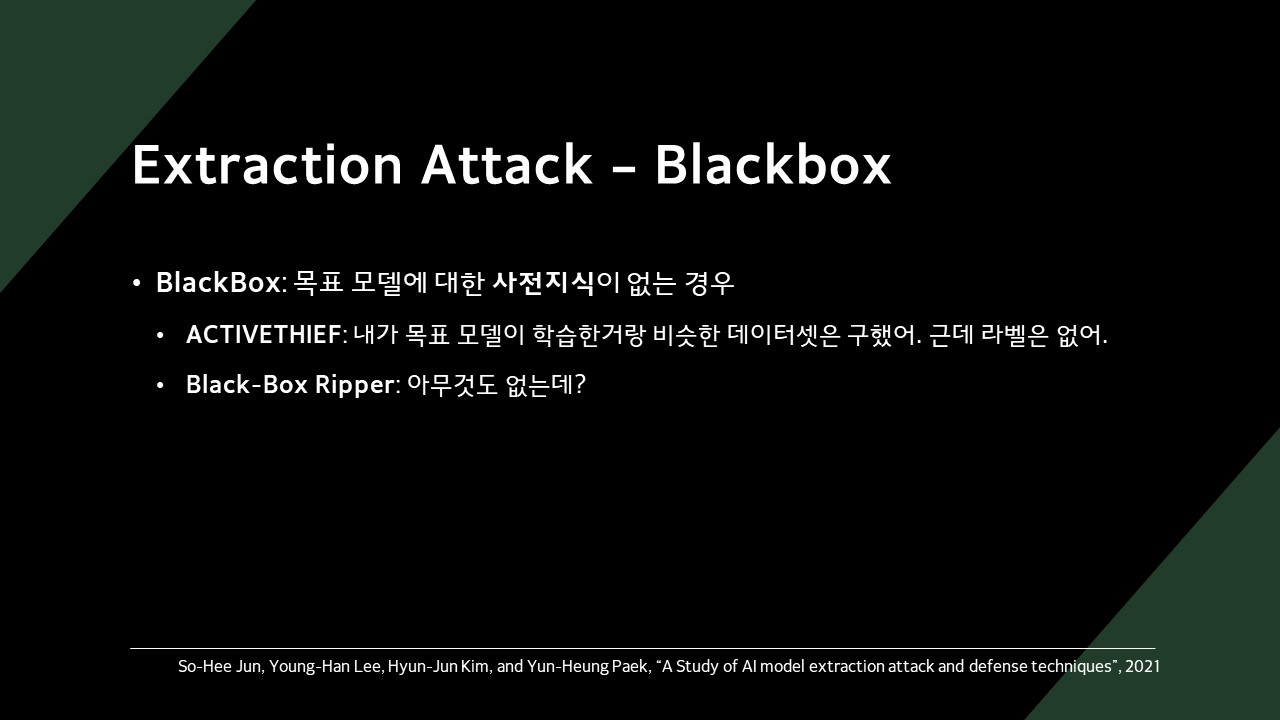 Extraction Attack – Blackbox
• BlackBox: 목표 모델에 대한 사전지식이 없는 경우
• ACTIVETHIEF: 내가 목표 모델이 학습한거랑 비슷한 데이터셋은 구했어. 근데 라벨은 없어.
• Black-Box Ripper: 아무것도 없는데?
So-Hee Jun, Young-Han Lee, Hyun-Jun Kim, and Yun-Heung Paek, “A Study of AI model extraction attack and defense techniques”, 2021